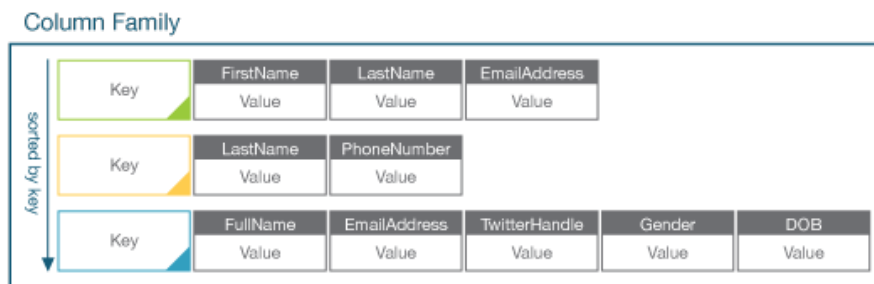 Column Family
sorted by key
Key
FirstName LastName EmailAddress
Value Value Value
Key
LastName PhoneNumber
Value Value
Key
FullName EmailAddress TwitterHandle Gender DOB
Value Value Value Value Value